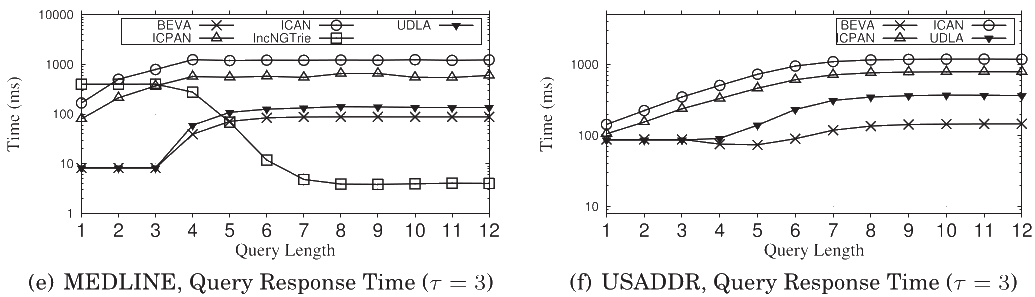 BEVA ICAN UDLA
ICPAN IncNGTrie
10000
1000
100
10
1
Time (ms)
1 2 3 4 5 6 7 8 9 10 11 12
Query Length
(e) MEDLINE, Query Response Time (τ = 3)
BEVA ICAN
ICPAN UDLA
1000
100
10
Time (ms)
1 2 3 4 5 6 7 8 9 10 11 12
Query Length
(f) USADDR, Query Response Time (τ = 3)